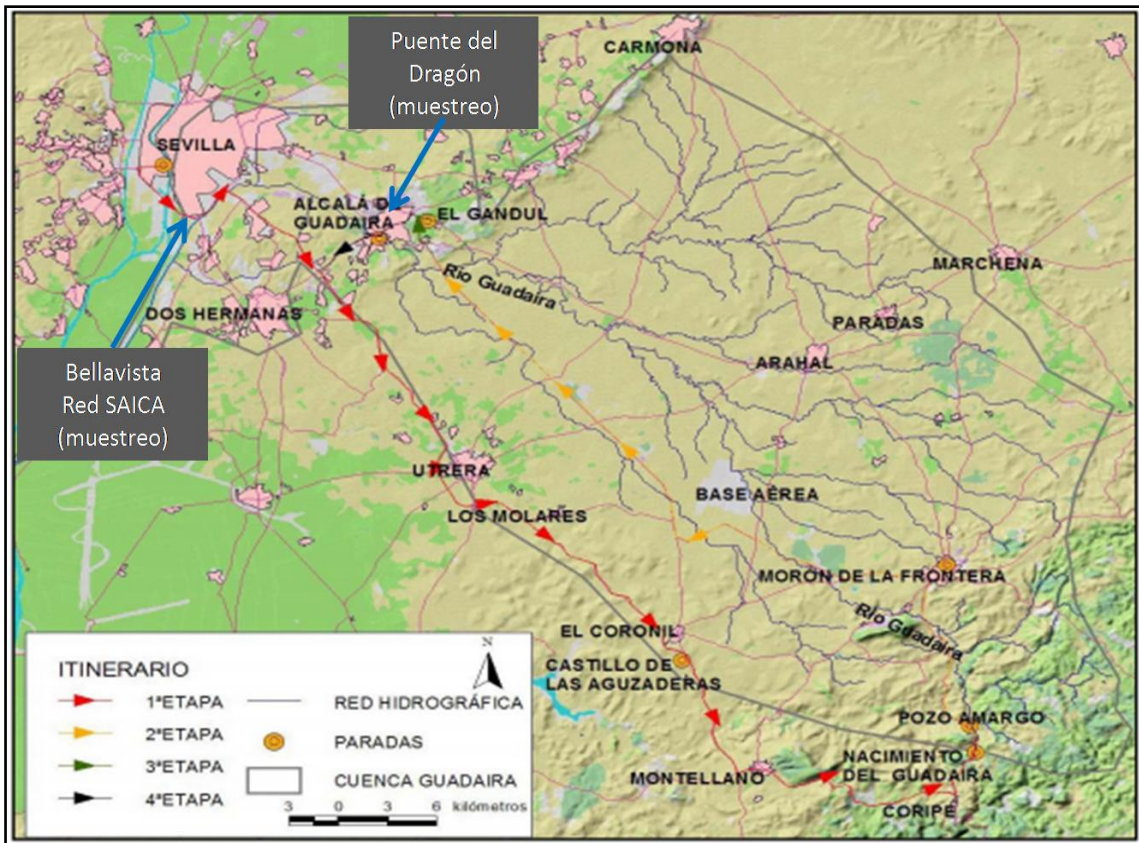 Puente del
Dragón
(muestreo)
CARMONA
SEVILLA
ALCALÁ DE
GUADAIRA
EL GANDUL
Río Guadaira
MARCHENA
DOS HERMANAS
PARADAS
ARAHAL
Bellavista
Red SAICA
(muestreo)
UTRERA
BASE AÉREA
LOS MOLARES
MORÓN DE LA FRONTERA
Río Guadaira
EL CORONIL
CASTILLO DE
LAS AGUZADERAS
POZO AMARGO
NACIMIENTO
DEL GUADAIRA
MONTELLANO
CORIPE
N
ITINERARIO
1ªETAPA
RED HIDROGRÁFICA
2ªETAPA
PARADAS
3ªETAPA
CUENCA GUADAIRA
4ªETAPA
3 0 3 6 kilómetros